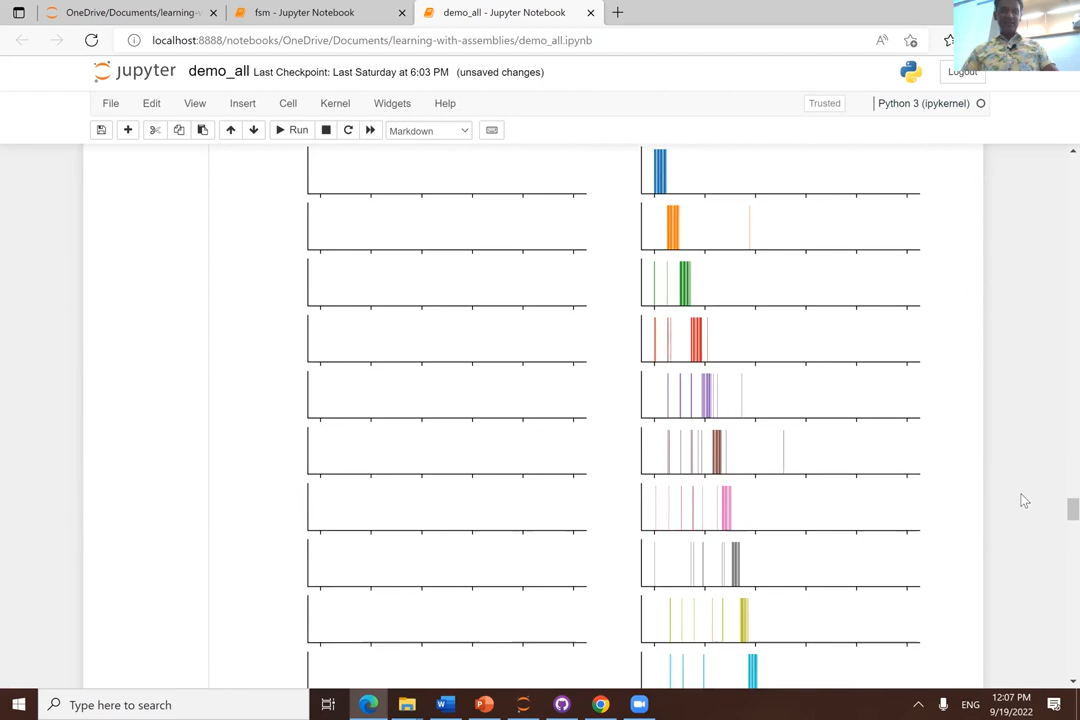 OneDrive/Documents/learning-w
fsm - Jupyter Notebook
demo_all - Jupyter Notebook
localhost:8888/notebooks/OneDrive/Documents/learning-with-assemblies/demo_all.ipynb
jupyter
demo_all Last Checkpoint: Last Saturday at 6:03 PM (unsaved changes)
Logout
File Edit View Insert Cell Kernel Widgets Help
Trusted
Python 3 (ipykernel)
Run
Markdown
Type here to search
ENG
12:07 PM
9/19/2022